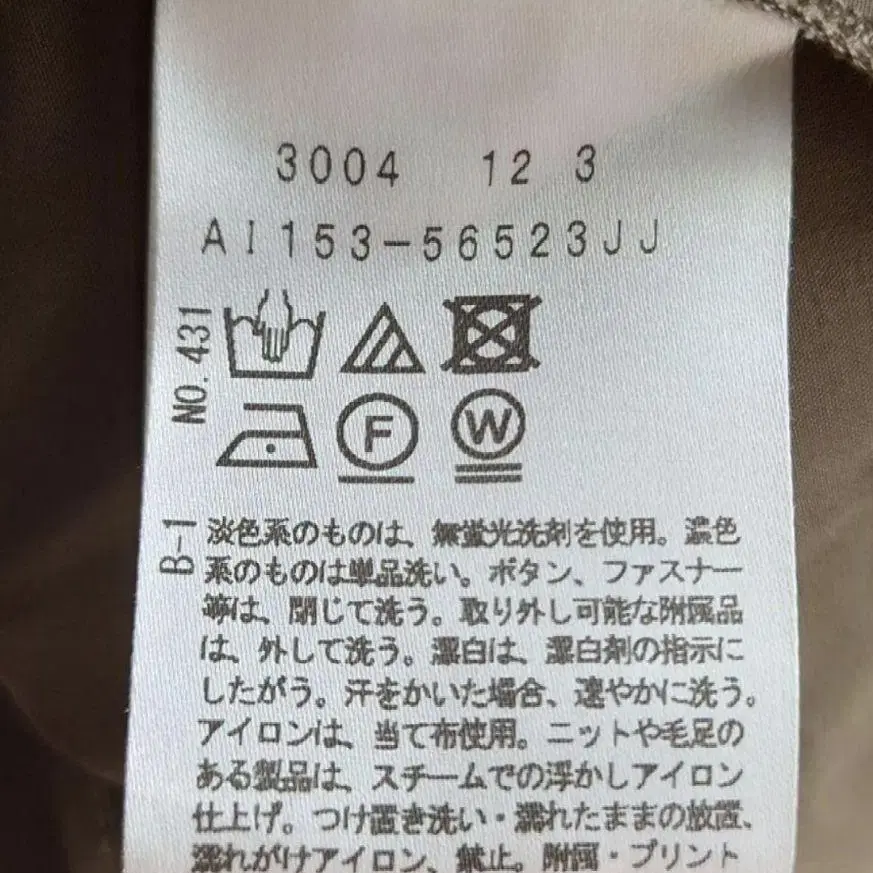 3004 12 3
AI153-56523JJ
NO.431
F
W
B-1
淡色系のものは、無蛍光洗剤を使用。濃色
系のものは単品洗い。ボタン、ファスナー
等は、閉じて洗う。取り外し可能な附属品
は、外して洗う。漂白は、漂白剤の指示に
したがう。汗をかいた場合、速やかに洗う。
アイロンは、当て布使用。ニットや毛足の
ある製品は、スチームでの浮かしアイロン
仕上げ。つけ置き洗い・濡れたままの放置、
濡れがけアイロン、禁止。附属・プリント